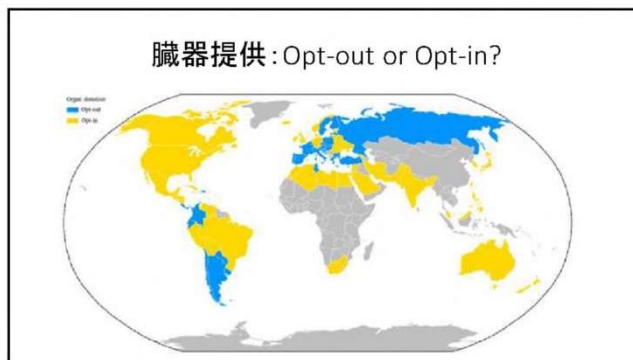 臓器提供:Opt-out or Opt-in?
Organ donation
Opt-out
Opt-in